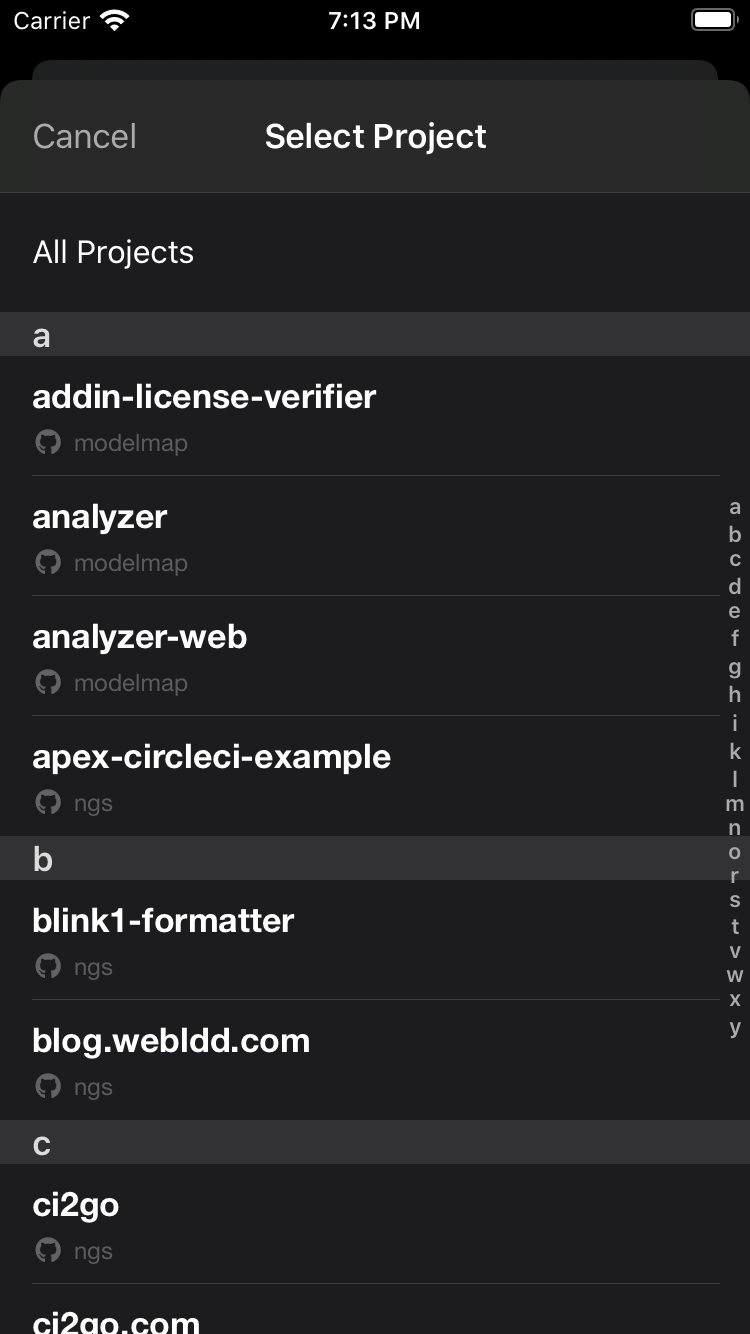 Carrier 7:13 PM
Cancel Select Project
All Projects
a
addin-license-verifier
modelmap
analyzer
modelmap
analyzer-web
modelmap
apex-circleci-example
ngs
b
blink1-formatter
ngs
blog.webldd.com
ngs
c
ci2go
ngs
ci2go.com
a
b
c
d
e
f
g
h
i
k
l
m
n
o
r
s
t
v
w
x
y